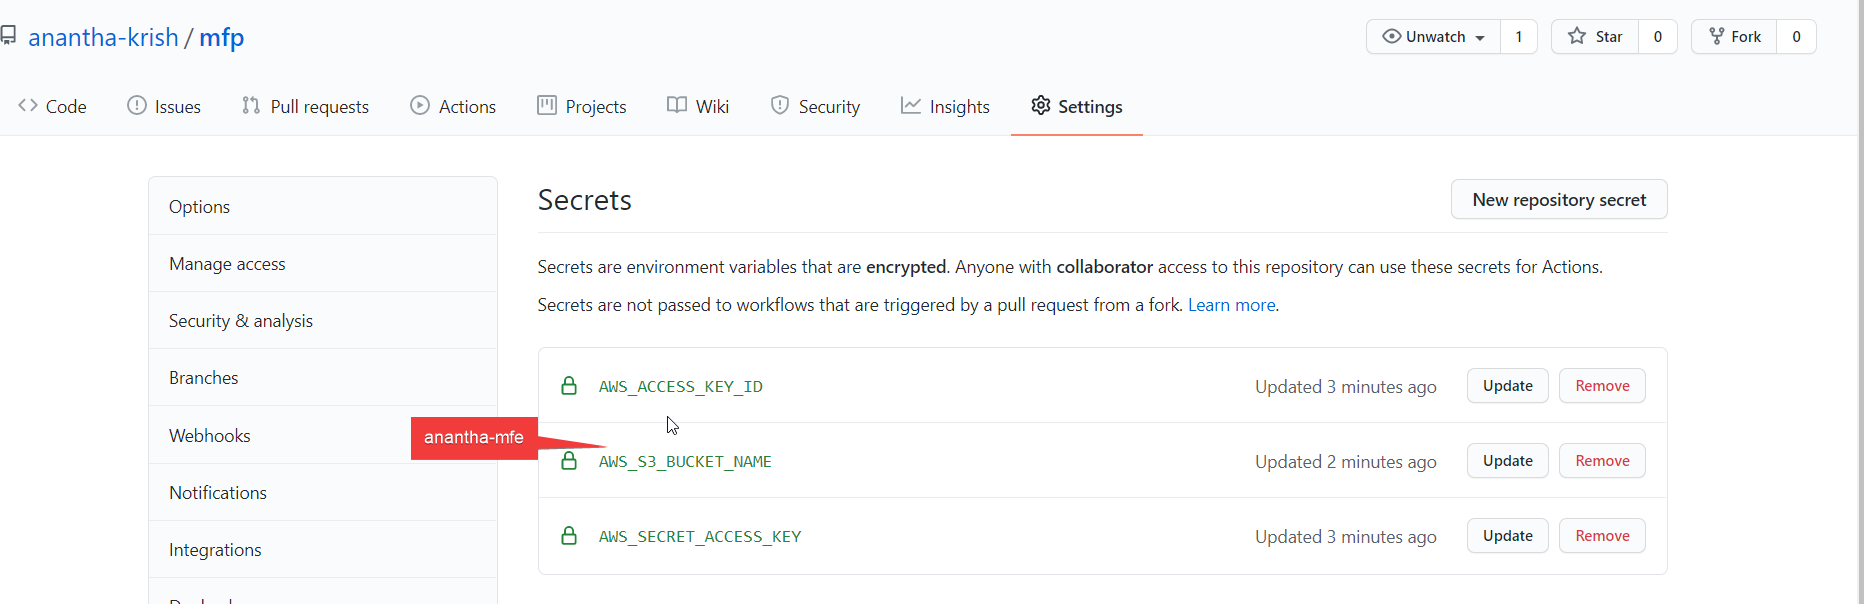 anantha-krish / mfp
Unwatch 1 Star 0 Fork 0
Code Issues Pull requests Actions Projects Wiki Security Insights Settings
Options
Manage access
Security & analysis
Branches
Webhooks
Notifications
Integrations
Secrets
New repository secret
Secrets are environment variables that are encrypted. Anyone with collaborator access to this repository can use these secrets for Actions.
Secrets are not passed to workflows that are triggered by a pull request from a fork. Learn more.
AWS_ACCESS_KEY_ID Updated 3 minutes ago Update Remove
anantha-mfe
AWS_S3_BUCKET_NAME Updated 2 minutes ago Update Remove
AWS_SECRET_ACCESS_KEY Updated 3 minutes ago Update Remove